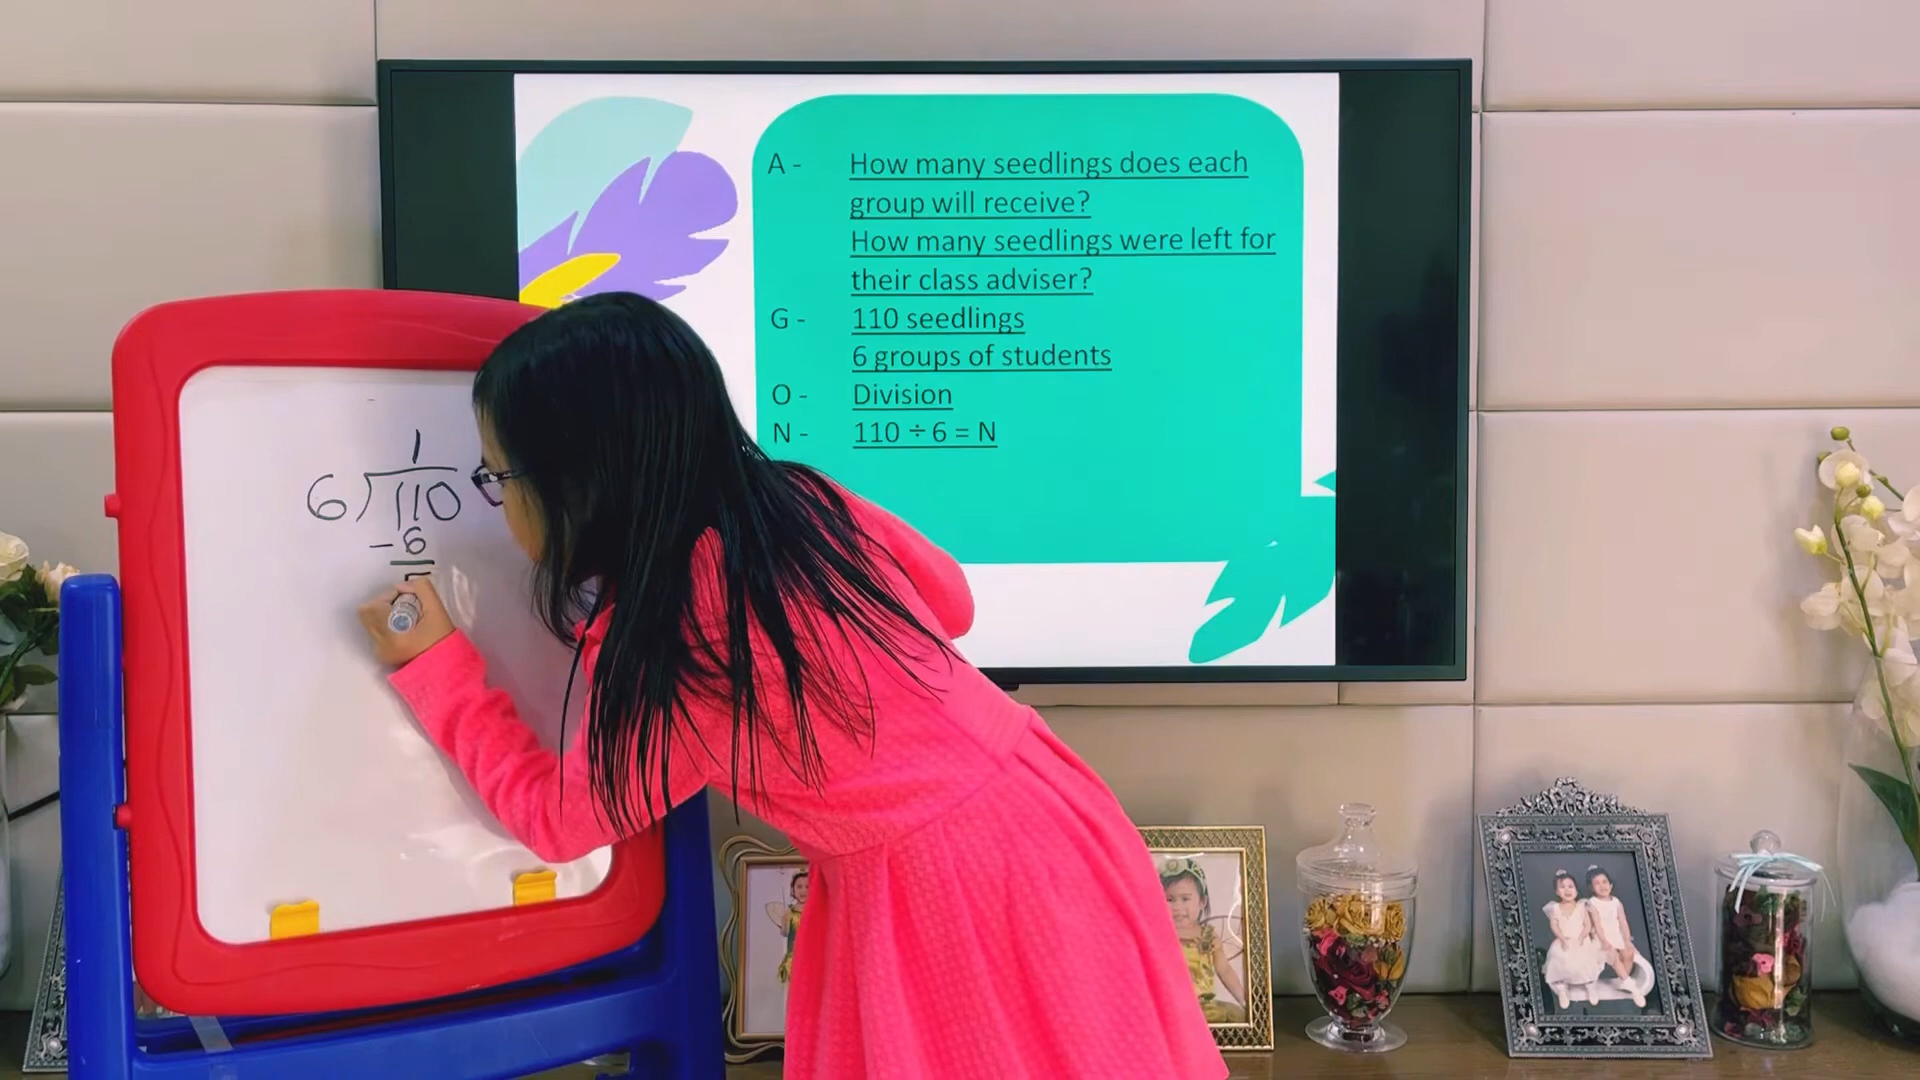 A - How many seedlings does each
group will receive?
How many seedlings were left for
their class adviser?
G - 110 seedlings
6 groups of students
O - Division
N - 110 ÷ 6 = N
1
6 110
- 6